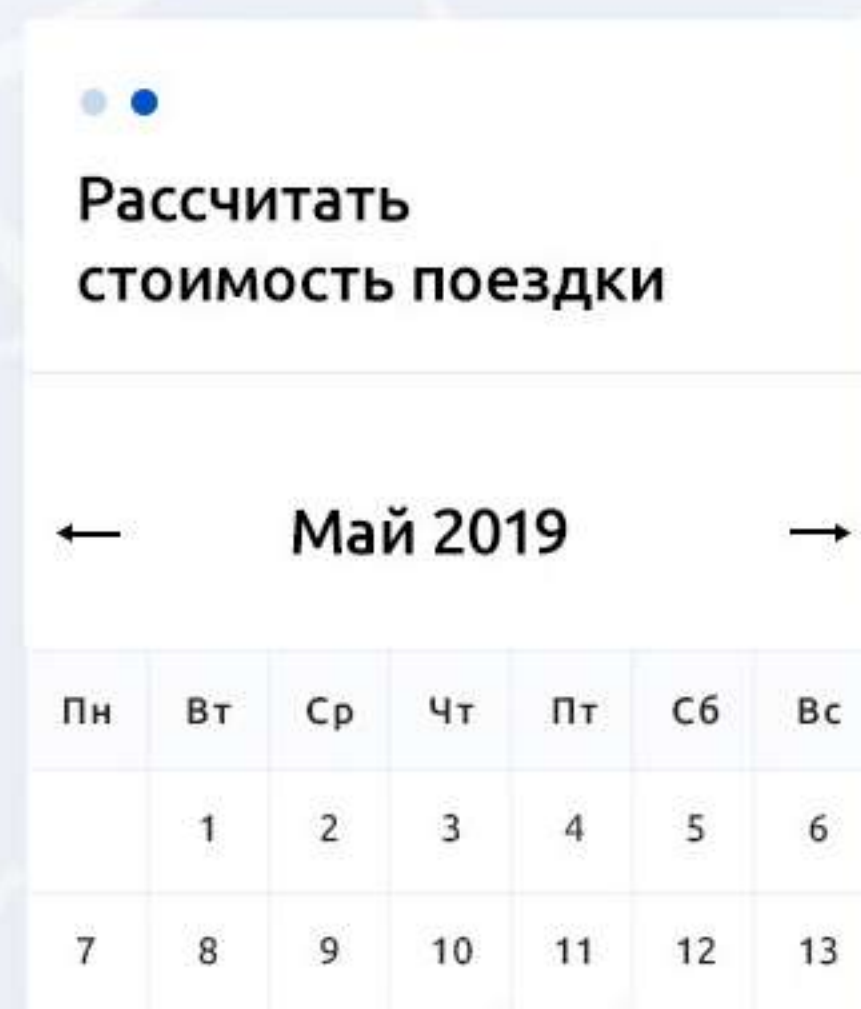 Рассчитать
стоимость поездки
← Май 2019 →
Пн Вт Ср Чт Пт Сб Вс
1 2 3 4 5 6
7 8 9 10 11 12 13